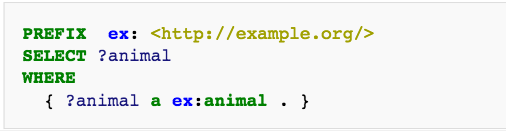 PREFIX  ex: <http://example.org/>
SELECT ?animal
WHERE
  { ?animal a ex:animal . }